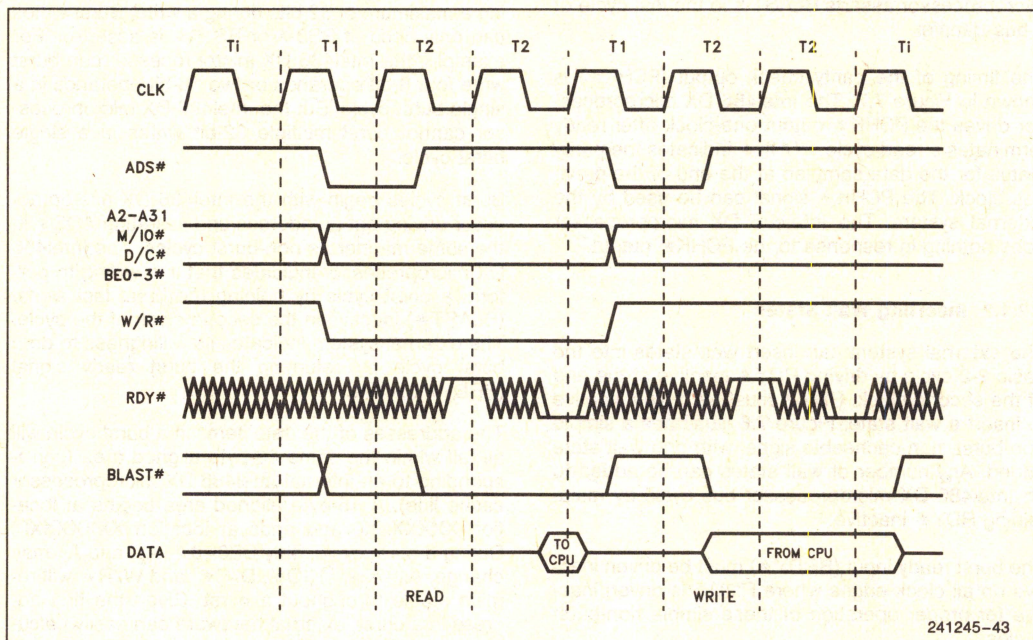 Ti T1 T2 T2 T1 T2 T2 Ti
CLK
ADS#
A2-A31
M/IO#
D/C#
BE0-3#
W/R#
RDY#
BLAST#
DATA
TO
CPU
FROM CPU
READ
WRITE
241245-43